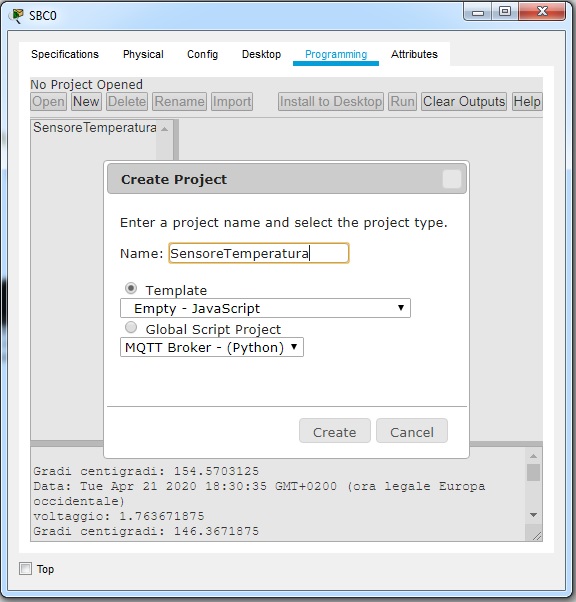 SBC0
Specifications Physical Config Desktop Programming Attributes
No Project Opened
Open New Delete Rename Import Install to Desktop Run Clear Outputs Help
SensoreTemperatura
Create Project
Enter a project name and select the project type.
Name: SensoreTemperatura
Template
Empty - JavaScript
Global Script Project
MQTT Broker - (Python)
Create Cancel
Gradi centigradi: 154.5703125
Data: Tue Apr 21 2020 18:30:35 GMT+0200 (ora legale Europa
occidentale)
voltaggio: 1.763671875
Gradi centigradi: 146.3671875
Top